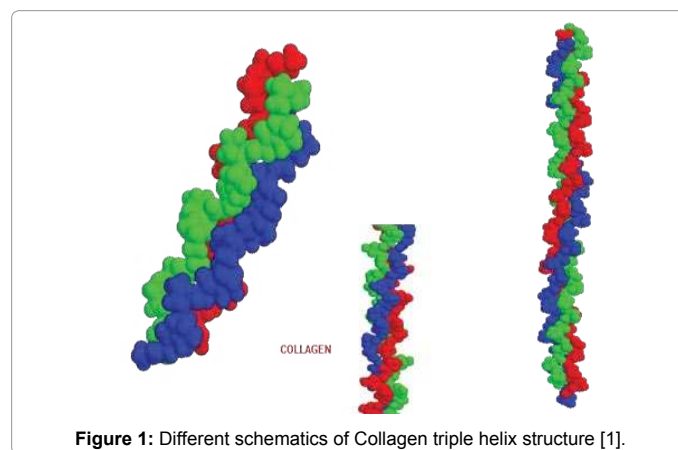 COLLAGEN
Figure 1: Different schematics of Collagen triple helix structure [1].